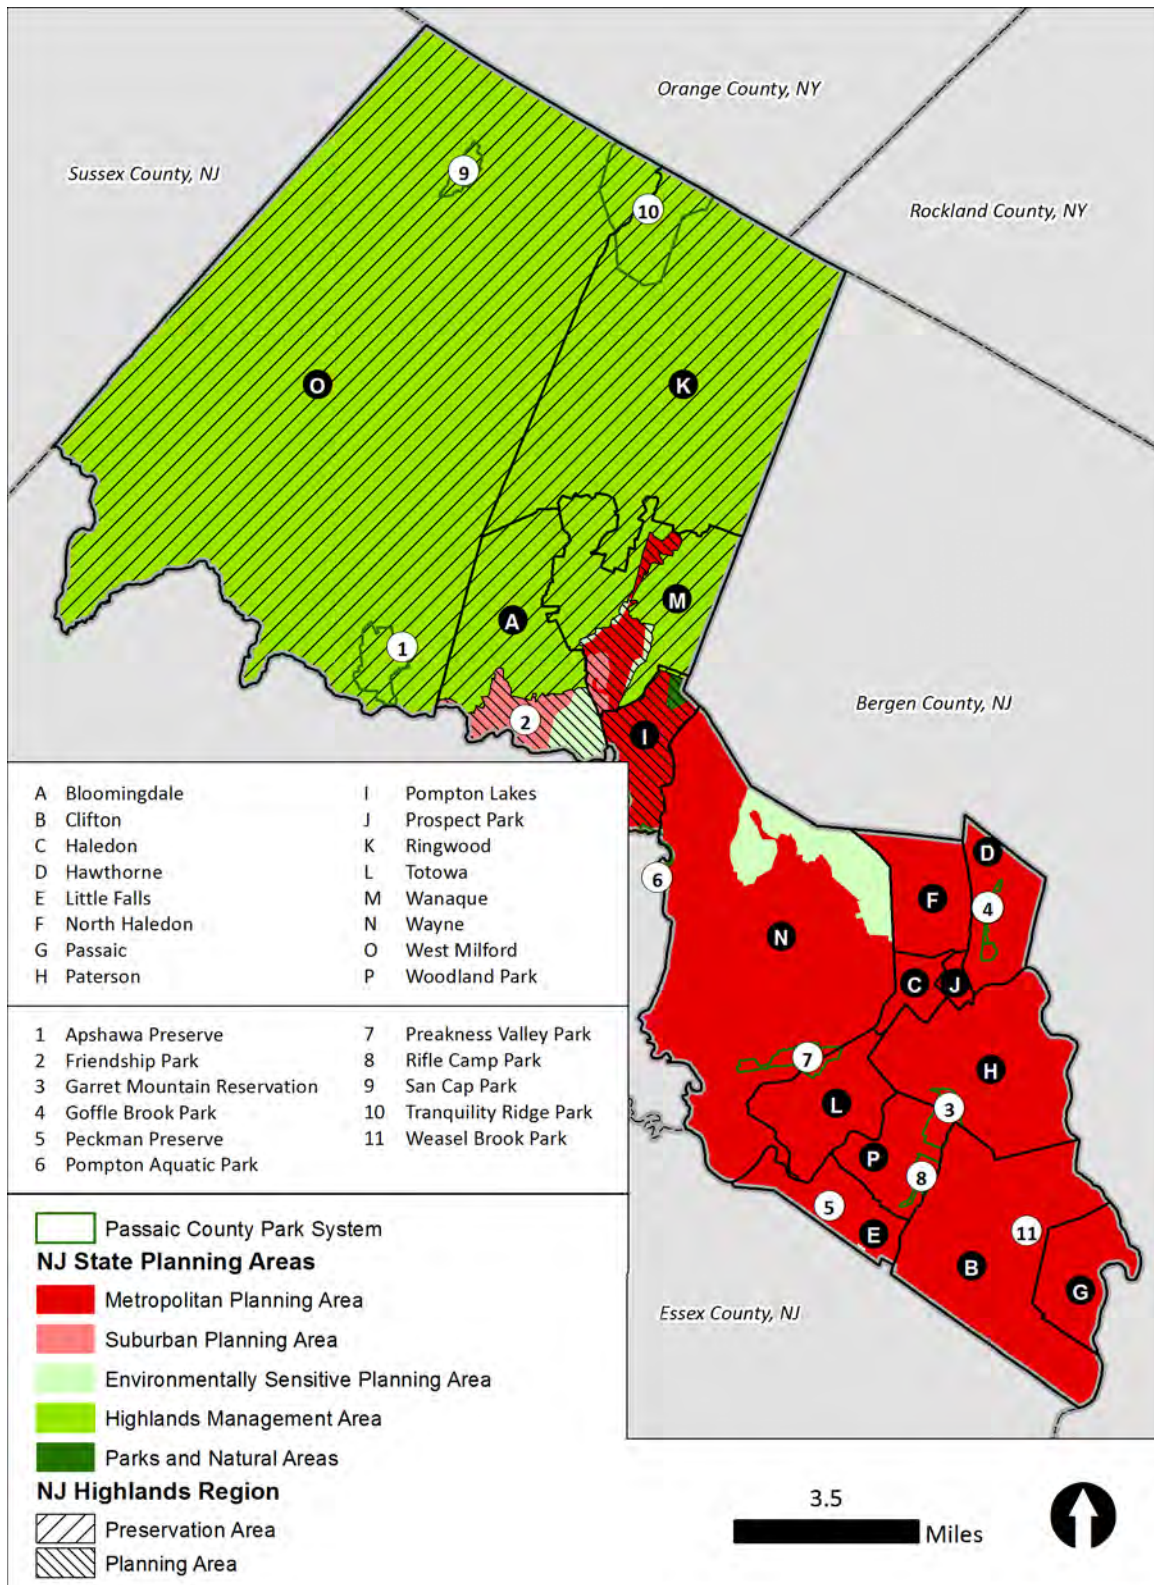 Orange County, NY
Sussex County, NJ
9
10
Rockland County, NY
O
K
M
A
1
Bergen County, NJ
2
I
A Bloomingdale I Pompton Lakes
B Clifton J Prospect Park
C Haledon K Ringwood
D Hawthorne L Totowa
E Little Falls M Wanaque
F North Haledon N Wayne
G Passaic O West Milford
H Paterson P Woodland Park
D
6
F
4
N
C
J
1 Apshawa Preserve 7 Preakness Valley Park
2 Friendship Park 8 Rifle Camp Park
3 Garret Mountain Reservation 9 San Cap Park
4 Goffle Brook Park 10 Tranquility Ridge Park
5 Peckman Preserve 11 Weasel Brook Park
6 Pompton Aquatic Park
7
H
L
3
P
8
5
E
11
B
G
Essex County, NJ
Passaic County Park System
NJ State Planning Areas
Metropolitan Planning Area
Suburban Planning Area
Environmentally Sensitive Planning Area
Highlands Management Area
Parks and Natural Areas
NJ Highlands Region
Preservation Area
Planning Area
3.5
Miles